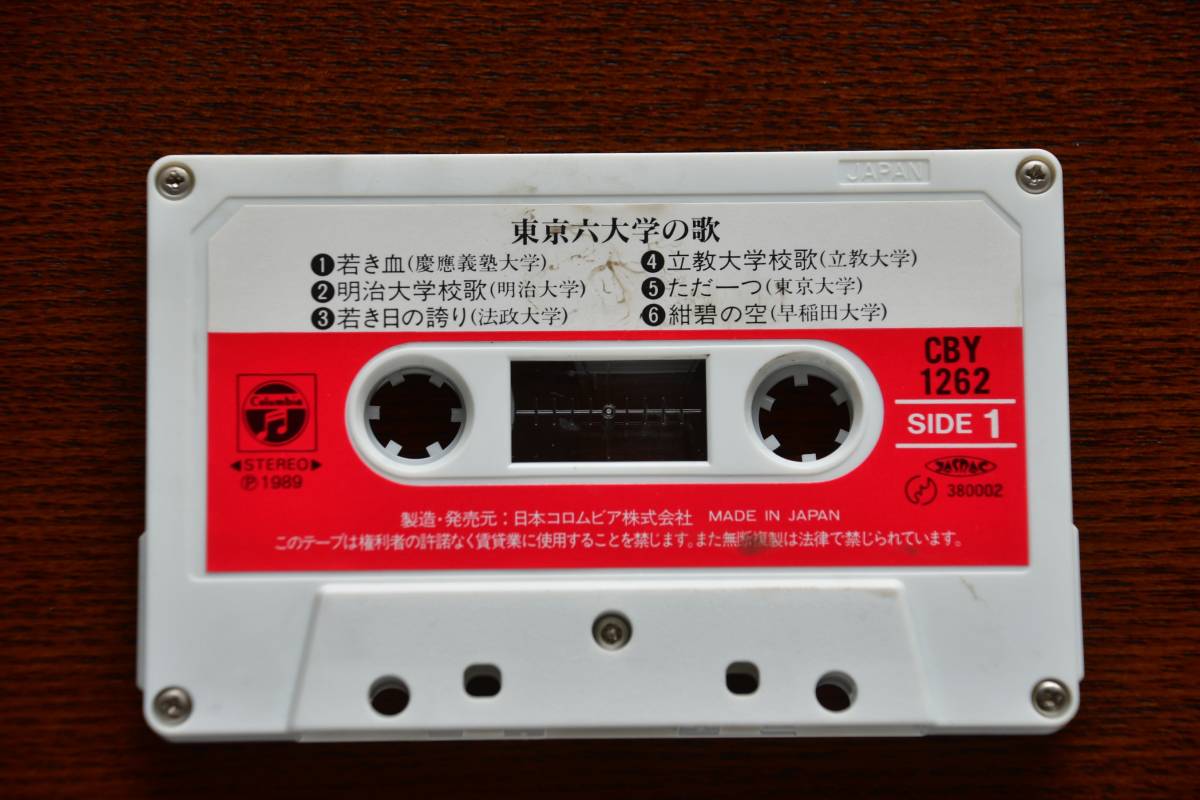 JAPAN
東京六大学の歌
❶若き血(慶應義塾大学)
❷明治大学校歌(明治大学)
❸若き日の誇り(法政大学)
❹立教大学校歌(立教大学)
❺ただ一つ(東京大学)
❻紺碧の空(早稲田大学)
Columbia
◀STEREO▶
Ⓟ1989
CBY
1262
SIDE 1
JASRAC
380002
製造・発売元:日本コロムビア株式会社 MADE IN JAPAN
このテープは権利者の許諾なく賃貸業に使用することを禁じます。また無断複製は法律で禁じられています。